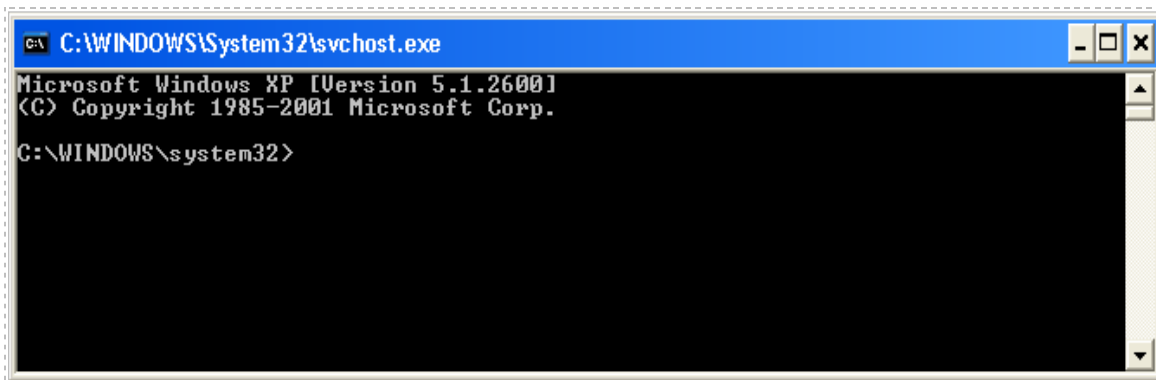 C:\WINDOWS\System32\svchost.exe
Microsoft Windows XP [Version 5.1.2600]
(C) Copyright 1985-2001 Microsoft Corp.
C:\WINDOWS\system32>